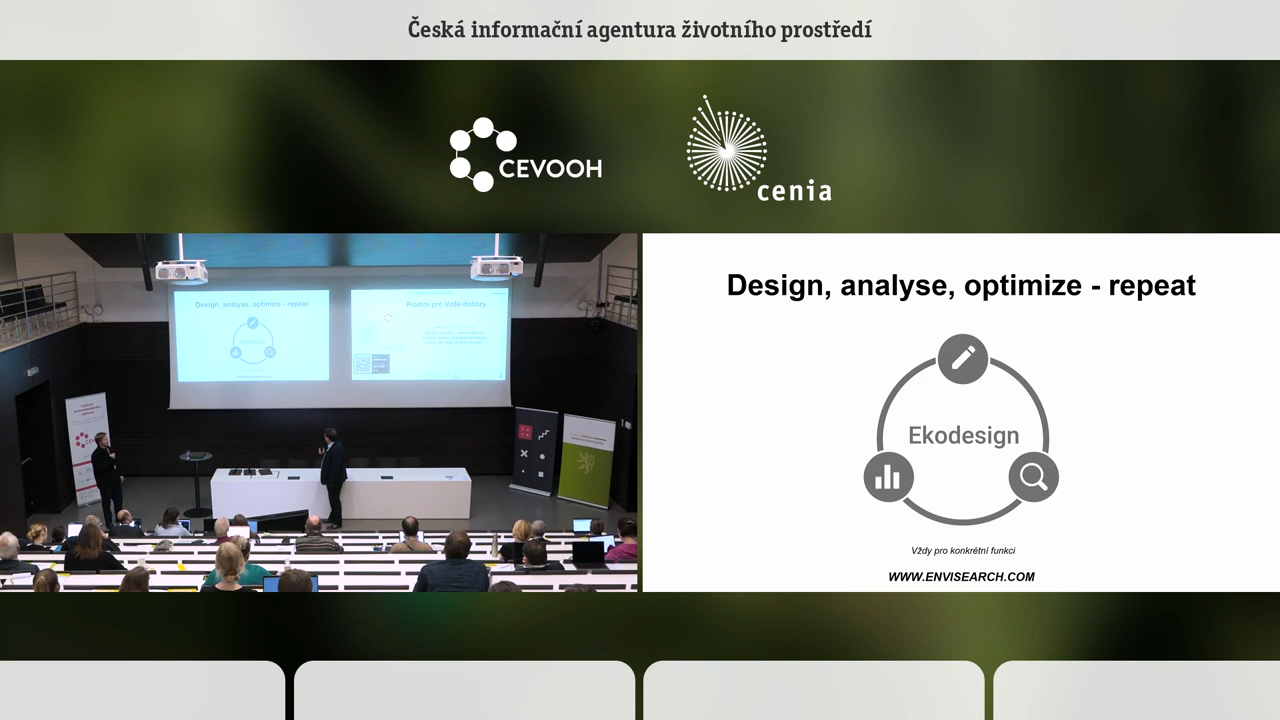 Česká informační agentura životního prostředí
CEVOOH
cenia
Design, analyse, optimize - repeat
Ekodesign
Prostor pro Vaše dotazy
Design, analyse, optimize - repeat
Ekodesign
Vždy pro konkrétní funkci
WWW.ENVISEARCH.COM